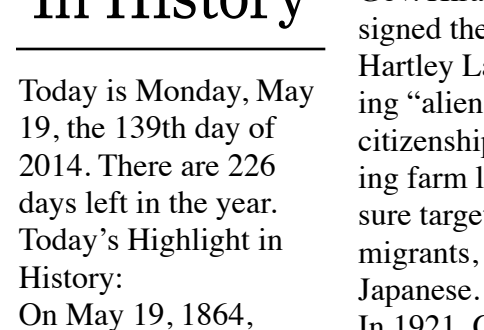 In History
Today is Monday, May
19, the 139th day of
2014. There are 226
days left in the year.
Today’s Highlight in
History:
On May 19, 1864,
signed the
Hartley La
ing “alien
citizenship
ing farm l
sure targe
migrants,
Japanese.
In 1921, C